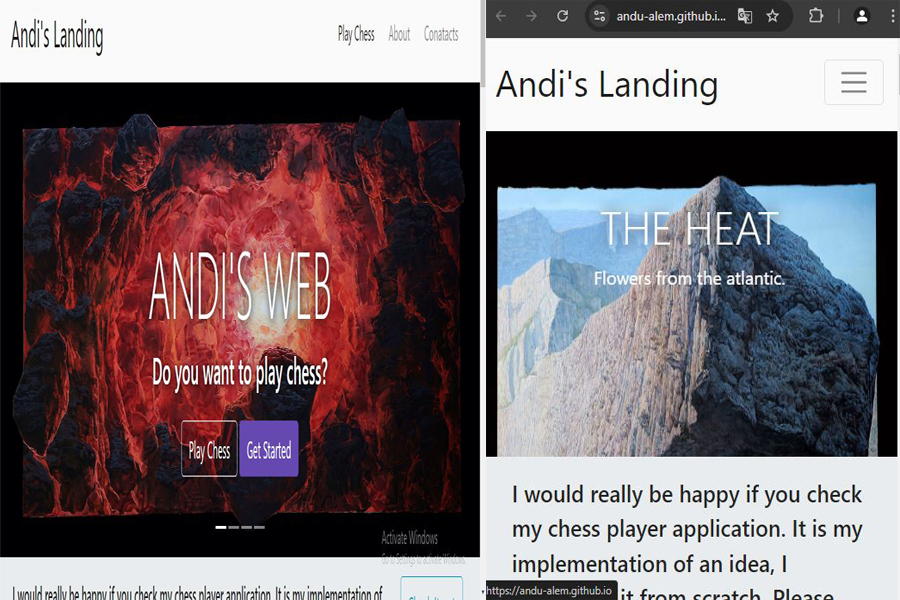 Andi's Landing
Play Chess About Conatacts
ANDI'S WEB
Do you want to play chess?
Play Chess Get Started
Activate Windows
Go to Settings to activate Windows.
I would really be happy if you check my chess player application. It is my implementation of
andu-alem.github.i...
Andi's Landing
THE HEAT
Flowers from the atlantic.
I would really be happy if you check
my chess player application. It is my
implementation of an idea, I
it from scratch. Please
https://andu-alem.github.io